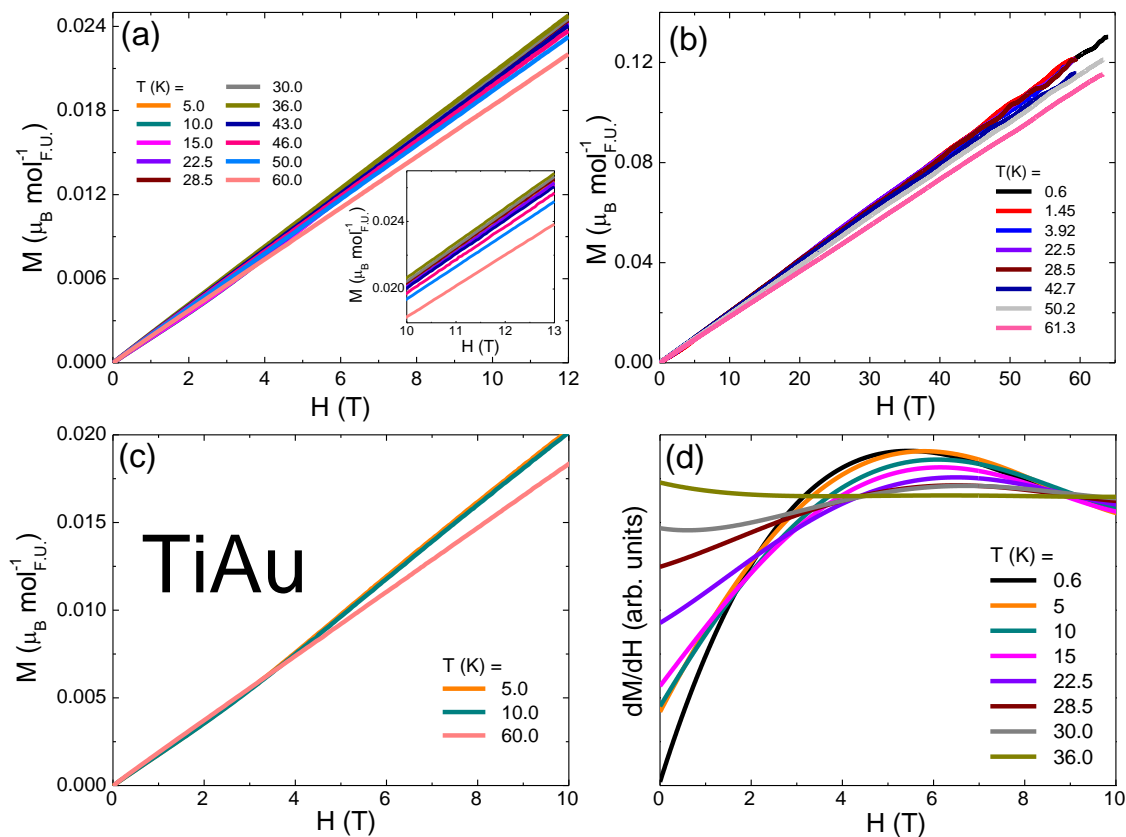 (a)
M ( μB mol-1F.U.)
0.024
0.018
0.012
0.006
0.000
T (K) =
5.0
10.0
15.0
22.5
28.5
30.0
36.0
43.0
46.0
50.0
60.0
M ( μB mol-1F.U.)
0.024
0.020
10 11 12 13
H (T)
0 2 4 6 8 10 12
H (T)
(b)
M ( μB mol-1F.U.)
0.12
0.08
0.04
0.00
T(K) =
0.6
1.45
3.92
22.5
28.5
42.7
50.2
61.3
0 10 20 30 40 50 60
H (T)
(c)
M ( μB mol-1F.U.)
0.020
0.015
0.010
0.005
0.000
TiAu
T (K) =
5.0
10.0
60.0
0 2 4 6 8 10
H (T)
(d)
dM/dH (arb. units)
T (K) =
0.6
5
10
15
22.5
28.5
30.0
36.0
0 2 4 6 8 10
H (T)